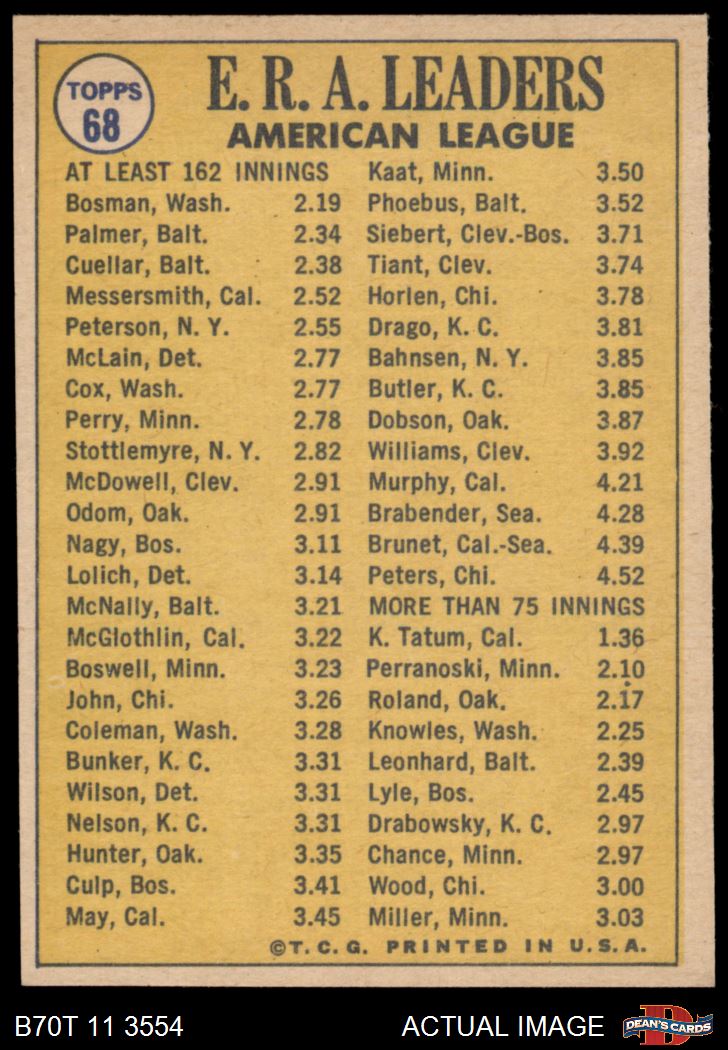 TOPPS
68
E. R. A. LEADERS
AMERICAN LEAGUE
AT LEAST 162 INNINGS
Bosman, Wash. 2.19
Palmer, Balt. 2.34
Cuellar, Balt. 2.38
Messersmith, Cal. 2.52
Peterson, N. Y. 2.55
McLain, Det. 2.77
Cox, Wash. 2.77
Perry, Minn. 2.78
Stottlemyre, N. Y. 2.82
McDowell, Clev. 2.91
Odom, Oak. 2.91
Nagy, Bos. 3.11
Lolich, Det. 3.14
McNally, Balt. 3.21
McGlothlin, Cal. 3.22
Boswell, Minn. 3.23
John, Chi. 3.26
Coleman, Wash. 3.28
Bunker, K. C. 3.31
Wilson, Det. 3.31
Nelson, K. C. 3.31
Hunter, Oak. 3.35
Culp, Bos. 3.41
May, Cal. 3.45
Kaat, Minn. 3.50
Phoebus, Balt. 3.52
Siebert, Clev.-Bos. 3.71
Tiant, Clev. 3.74
Horlen, Chi. 3.78
Drago, K. C. 3.81
Bahnsen, N. Y. 3.85
Butler, K. C. 3.85
Dobson, Oak. 3.87
Williams, Clev. 3.92
Murphy, Cal. 4.21
Brabender, Sea. 4.28
Brunet, Cal.-Sea. 4.39
Peters, Chi. 4.52
MORE THAN 75 INNINGS
K. Tatum, Cal. 1.36
Perranoski, Minn. 2.10
Roland, Oak. 2.17
Knowles, Wash. 2.25
Leonhard, Balt. 2.39
Lyle, Bos. 2.45
Drabowsky, K. C. 2.97
Chance, Minn. 2.97
Wood, Chi. 3.00
Miller, Minn. 3.03
©T. C. G. PRINTED IN U. S. A.
B70T 11 3554
ACTUAL IMAGE
D
DEAN'S CARDS